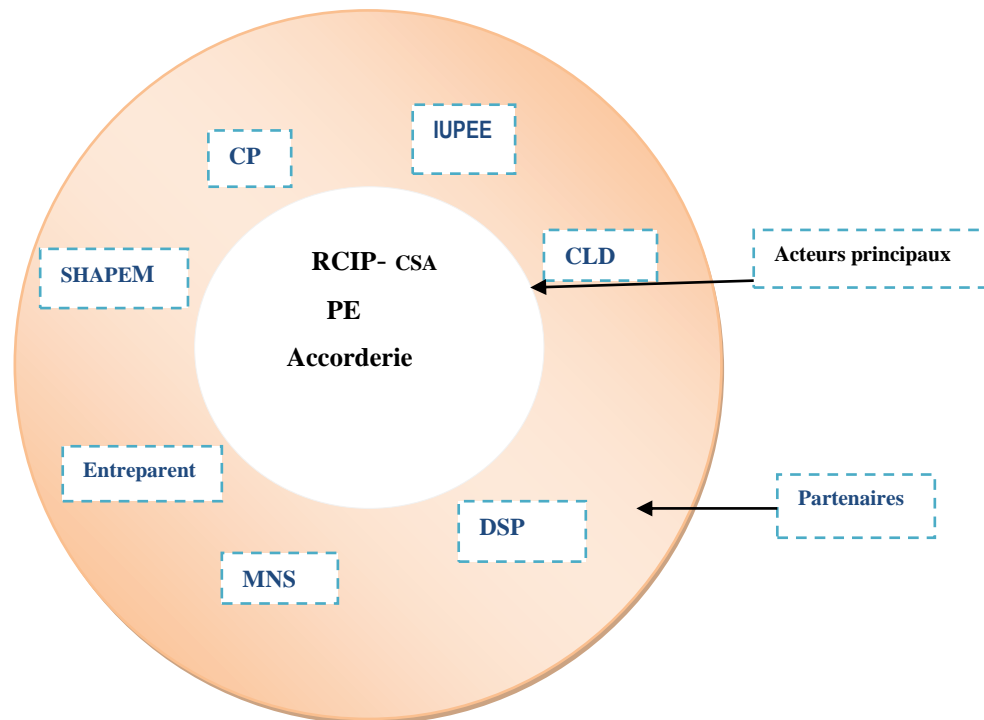 IUPEE
CP
RCIP- CSA
CLD
Acteurs principaux
SHAPEM
PE
Accorderie
Entreparent
Partenaires
DSP
MNS